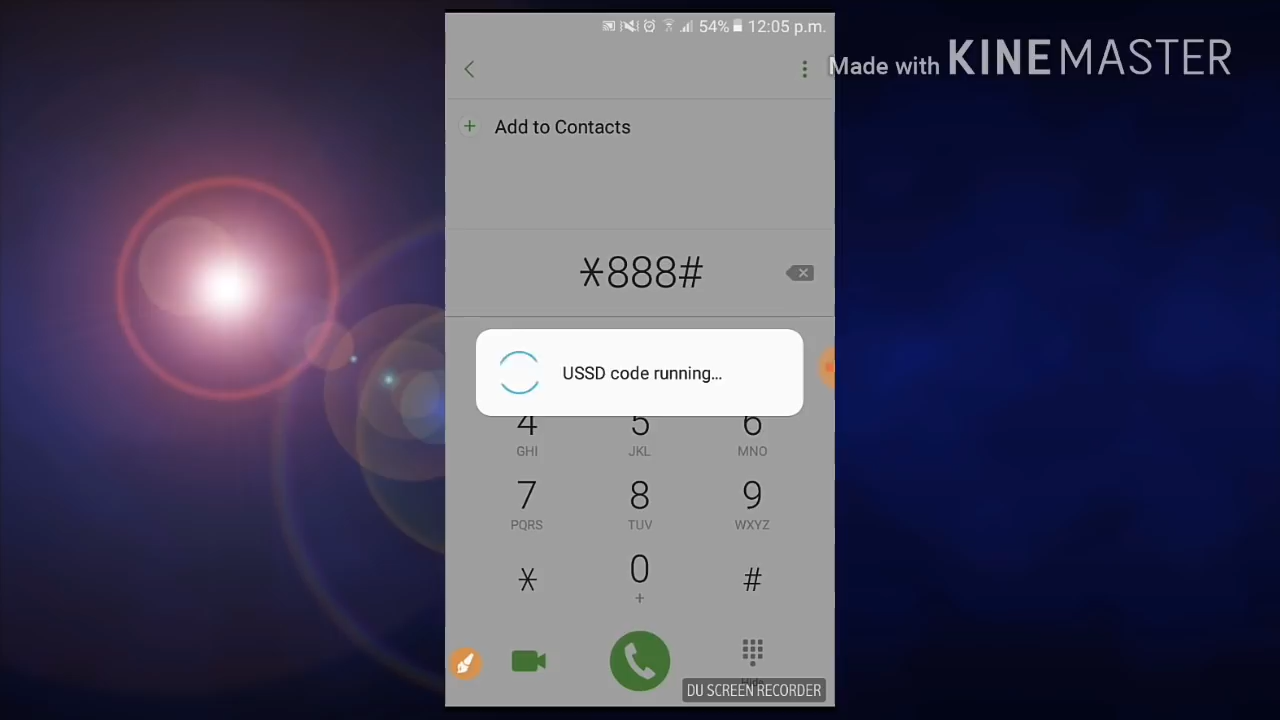 54% 12:05 p.m.
Made with KINEMASTER
Add to Contacts
*888#
USSD code running...
4 5 6
GHI JKL MNO
7 8 9
PQRS TUV WXYZ
* 0 #
+
DU SCREEN RECORDER